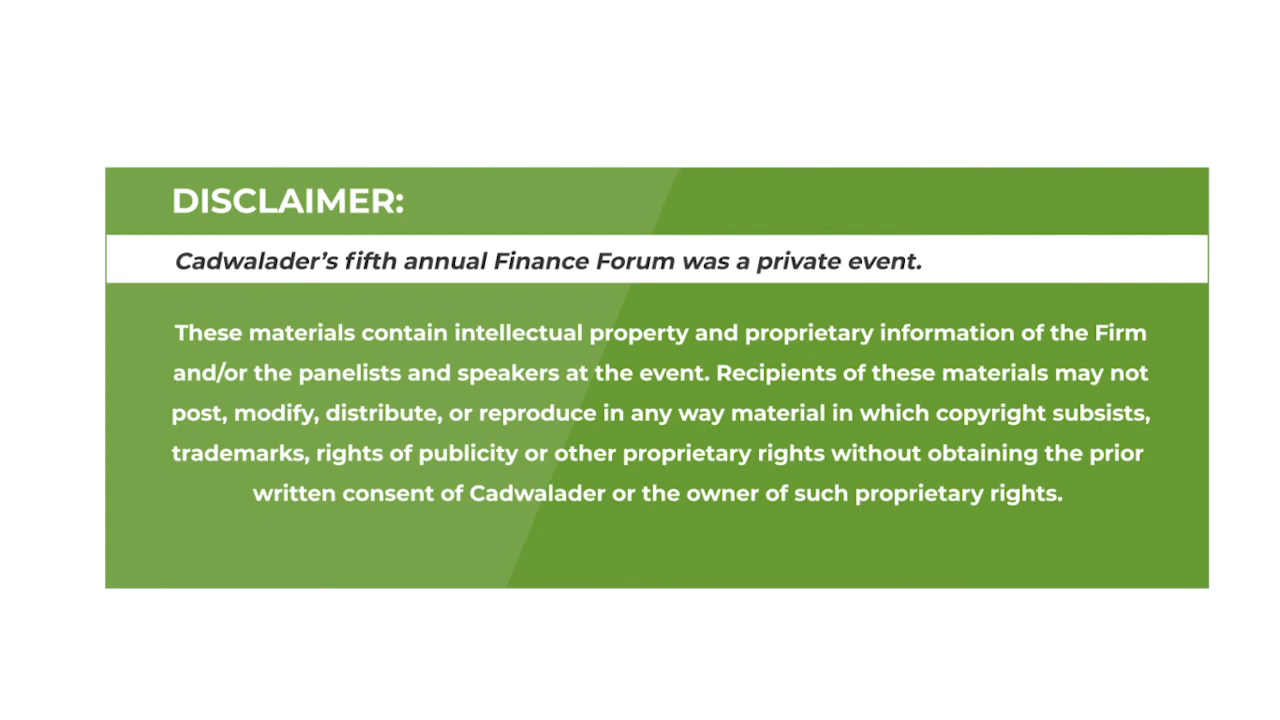 DISCLAIMER:
Cadwalader’s fifth annual Finance Forum was a private event.
These materials contain intellectual property and proprietary information of the Firm
and/or the panelists and speakers at the event. Recipients of these materials may not
post, modify, distribute, or reproduce in any way material in which copyright subsists,
trademarks, rights of publicity or other proprietary rights without obtaining the prior
written consent of Cadwalader or the owner of such proprietary rights.